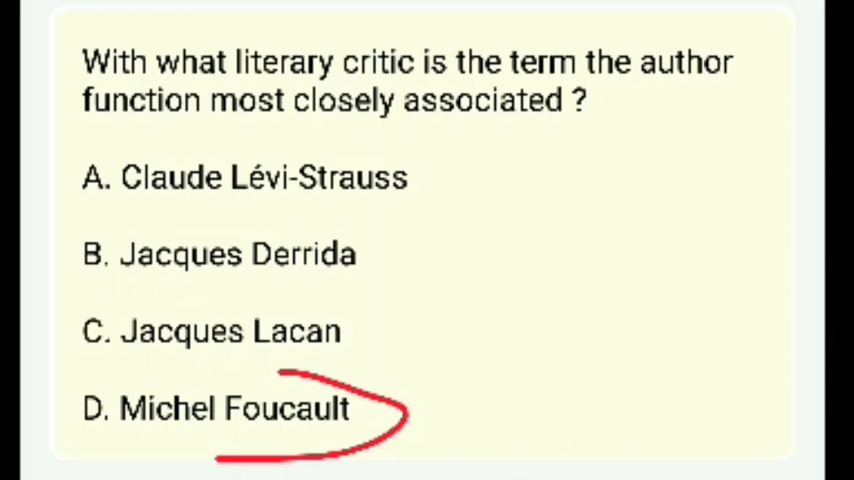 With what literary critic is the term the author
function most closely associated ?
A. Claude Lévi-Strauss
B. Jacques Derrida
C. Jacques Lacan
D. Michel Foucault